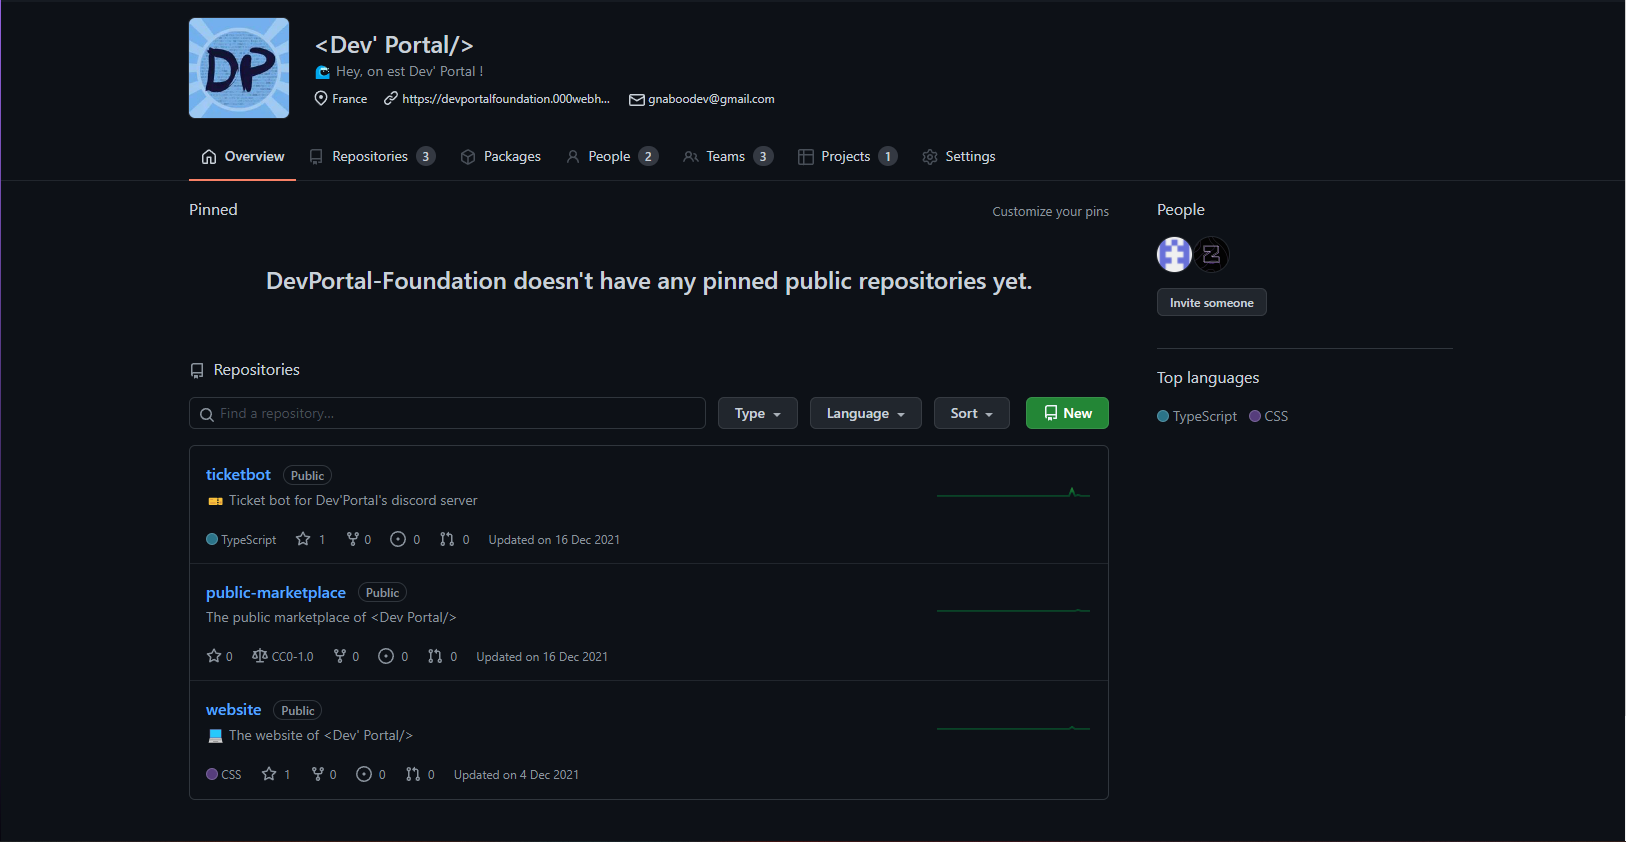 DP
<Dev' Portal/>
Hey, on est Dev' Portal !
France https://devportalfoundation.000webh... gnaboodev@gmail.com
Overview Repositories 3 Packages People 2 Teams 3 Projects 1 Settings
Pinned Customize your pins
DevPortal-Foundation doesn't have any pinned public repositories yet.
Repositories
Find a repository...
Type Language Sort New
ticketbot Public
Ticket bot for Dev'Portal's discord server
TypeScript 1 0 0 0 Updated on 16 Dec 2021
public-marketplace Public
The public marketplace of <Dev Portal/>
0 CC0-1.0 0 0 0 Updated on 16 Dec 2021
website Public
The website of <Dev' Portal/>
CSS 1 0 0 0 Updated on 4 Dec 2021
People
Z
Invite someone
Top languages
TypeScript CSS